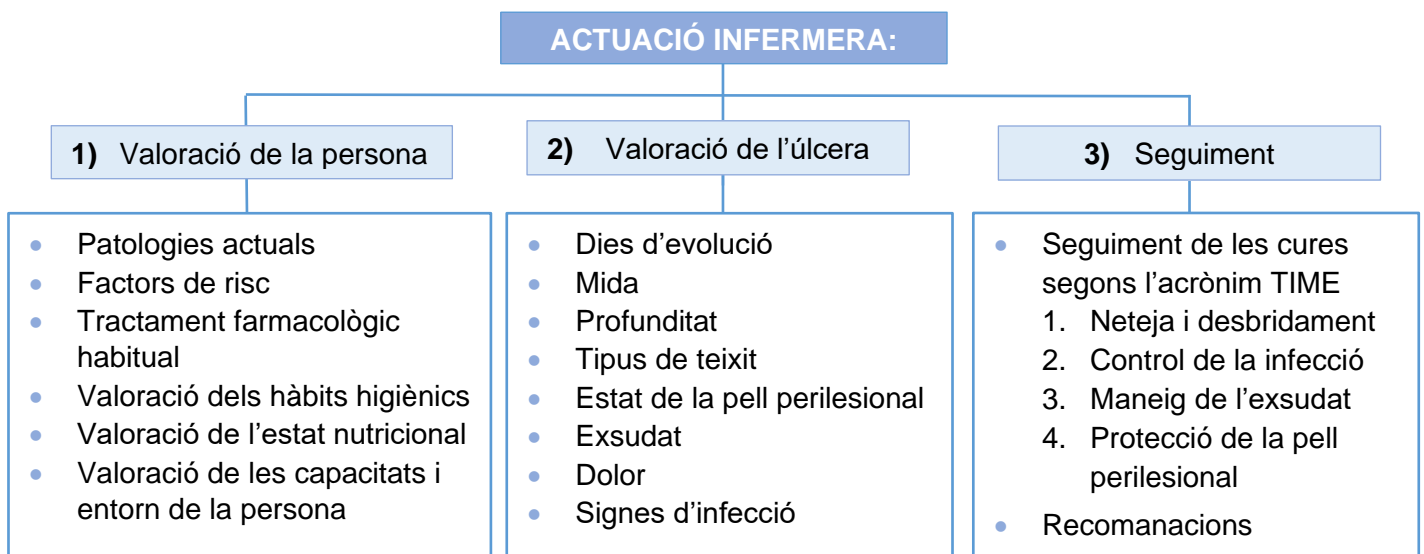 ACTUACIÓ INFERMERA:
1) Valoració de la persona
• Patologies actuals
• Factors de risc
• Tractament farmacològic
habitual
• Valoració dels hàbits higiènics
• Valoració de l’estat nutricional
• Valoració de les capacitats i
entorn de la persona
2) Valoració de l’úlcera
• Dies d’evolució
• Mida
• Profunditat
• Tipus de teixit
• Estat de la pell perilesional
• Exsudat
• Dolor
• Signes d’infecció
3) Seguiment
• Seguiment de les cures
segons l’acrònim TIME
1. Neteja i desbridament
2. Control de la infecció
3. Maneig de l’exsudat
4. Protecció de la pell
perilesional
• Recomanacions